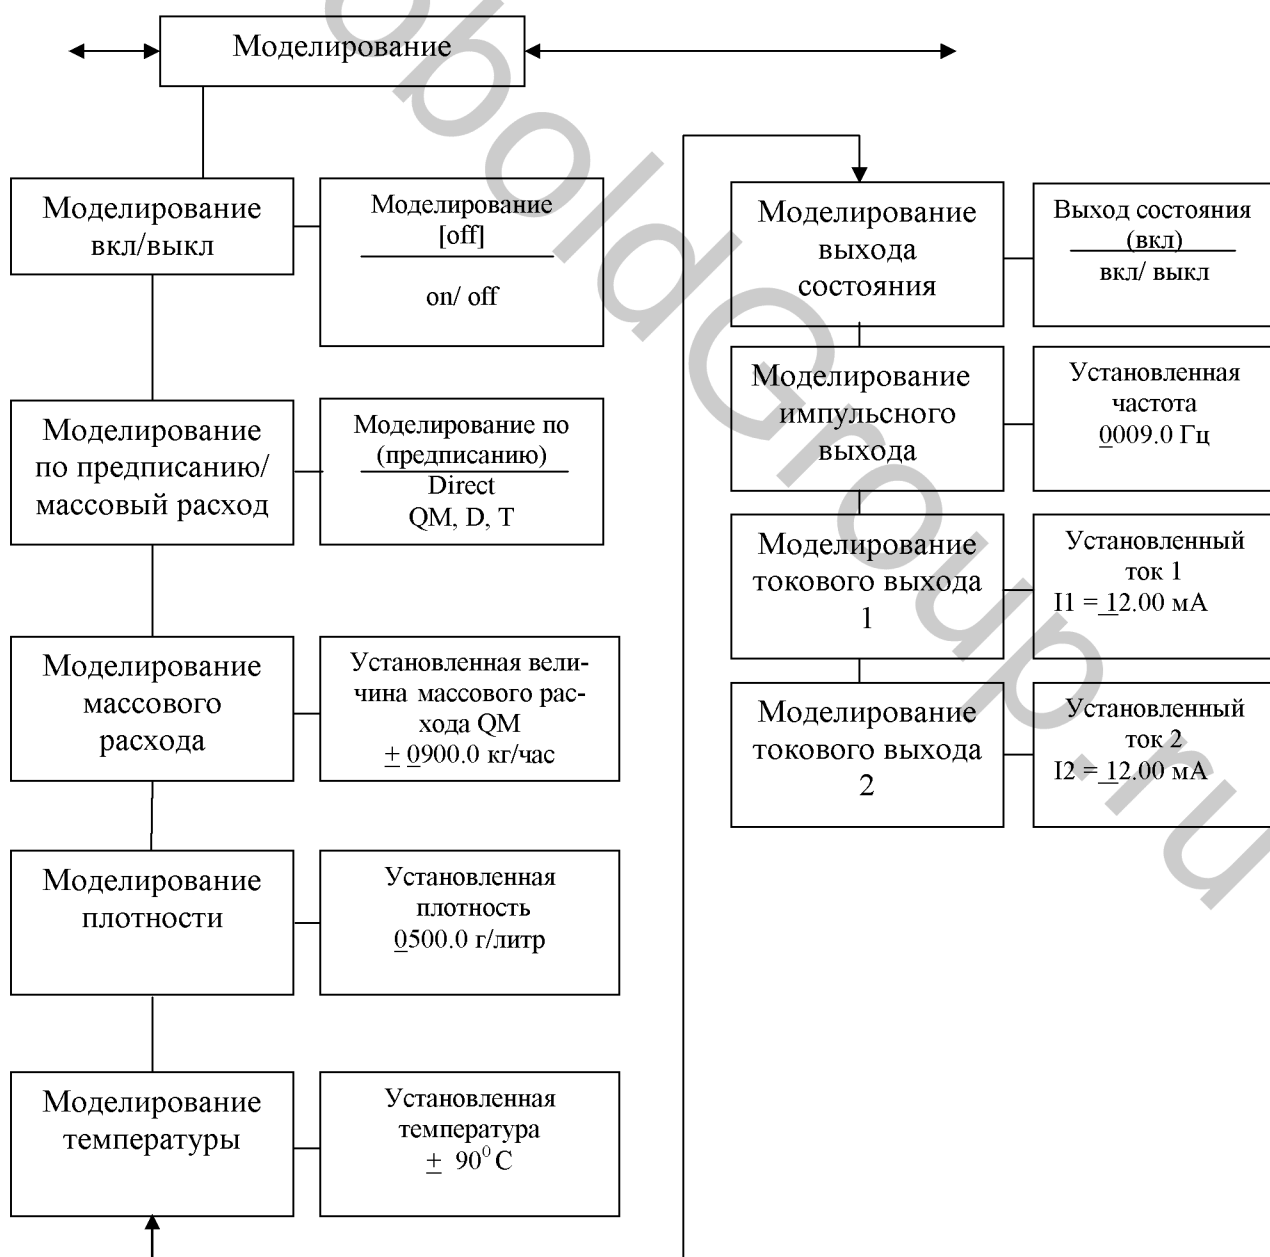 Моделирование
Моделирование
вкл/выкл
Моделирование
[off]
on/ off
Моделирование
по предписанию/
массовый расход
Моделирование по
(предписанию)
Direct
QM, D, T
Моделирование
массового
расхода
Установленная вели-
чина массового рас-
хода QM
± 0900.0 кг/час
Моделирование
плотности
Установленная
плотность
0500.0 г/литр
Моделирование
температуры
Установленная
температура
± 90⁰ С
Моделирование
выхода
состояния
Выход состояния
(вкл)
вкл/ выкл
Моделирование
импульсного
выхода
Установленная
частота
0009.0 Гц
Моделирование
токового выхода
1
Установленный
ток 1
I1 = 12.00 мА
Моделирование
токового выхода
2
Установленный
ток 2
I2 = 12.00 мА
oboldGroup.ru